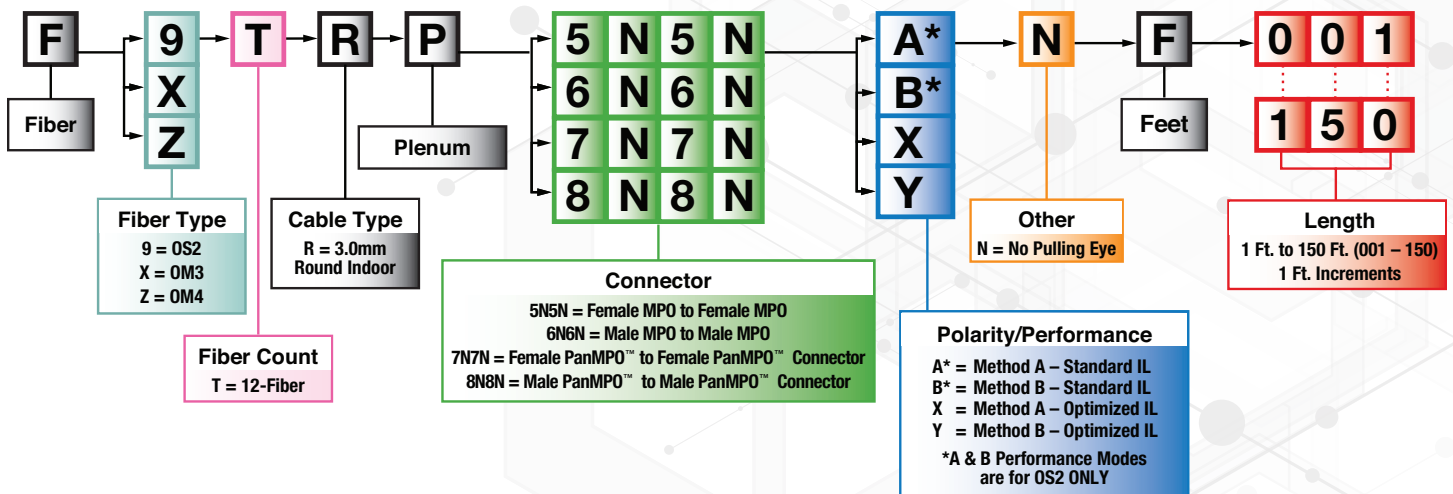 F 9 T R P 5 N 5 N A* N F 0 0 1
X 6 N 6 N B*
Z 7 N 7 N X 1 5 0
8 N 8 N Y
Fiber
Plenum
Feet
Fiber Type
9 = OS2
X = OM3
Z = OM4
Cable Type
R = 3.0mm
Round Indoor
Fiber Count
T = 12-Fiber
Connector
5N5N = Female MPO to Female MPO
6N6N = Male MPO to Male MPO
7N7N = Female PanMPO™ to Female PanMPO™ Connector
8N8N = Male PanMPO™ to Male PanMPO™ Connector
Polarity/Performance
A* = Method A – Standard IL
B* = Method B – Standard IL
X = Method A – Optimized IL
Y = Method B – Optimized IL
*A & B Performance Modes
are for OS2 ONLY
Other
N = No Pulling Eye
Length
1 Ft. to 150 Ft. (001 – 150)
1 Ft. Increments